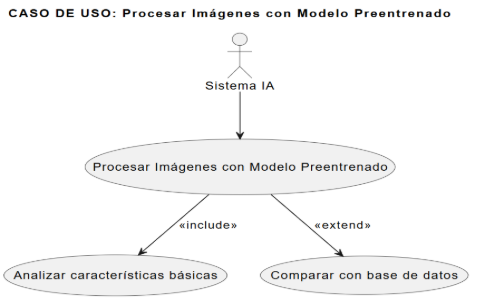 CASO DE USO: Procesar Imágenes con Modelo Preentrenado
Sistema IA
Procesar Imágenes con Modelo Preentrenado
«include»
«extend»
Analizar características básicas
Comparar con base de datos